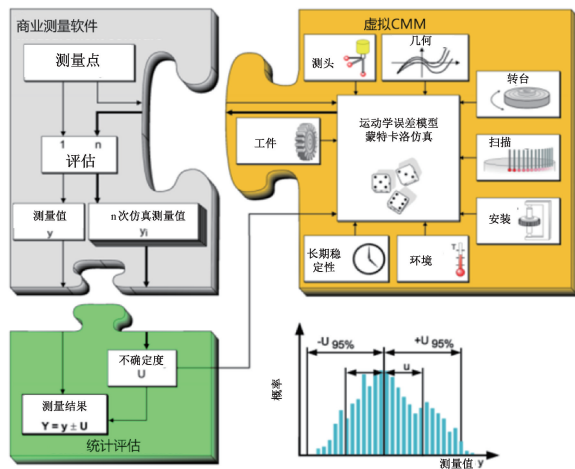 商业测量软件
测量点
1 n
评估
测量值
y
n次仿真测量值
yi
虚拟CMM
测头
几何
转台
工件
运动学误差模型
蒙特卡洛仿真
扫描
安装
长期稳
定性
环境
T
不确定度
U
测量结果
Y = y ± U
统计评估
-U 95%
+U 95%
u
概率
测量值 y